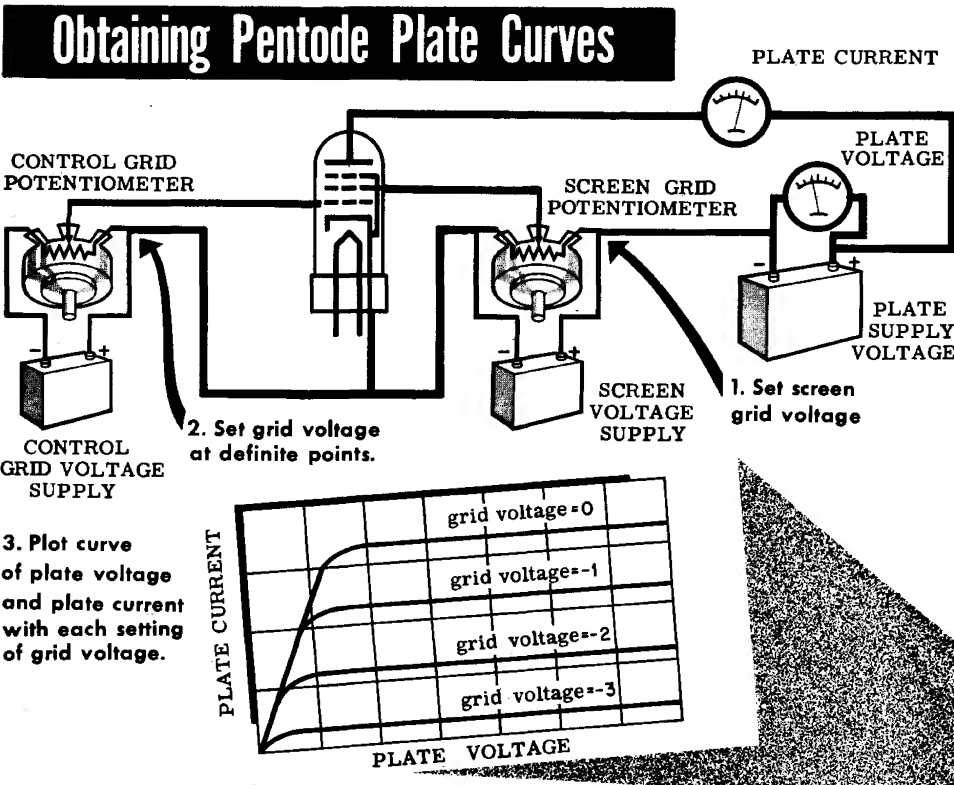 Obtaining Pentode Plate Curves
PLATE CURRENT
CONTROL GRID
POTENTIOMETER
SCREEN GRID
POTENTIOMETER
PLATE
VOLTAGE
-
+
-
+
-
+
PLATE
SUPPLY
VOLTAGE
CONTROL
GRID VOLTAGE
SUPPLY
SCREEN
VOLTAGE
SUPPLY
1. Set screen
grid voltage
2. Set grid voltage
at definite points.
3. Plot curve
of plate voltage
and plate current
with each setting
of grid voltage.
PLATE CURRENT
grid voltage=0
grid voltage=-1
grid voltage=-2
grid voltage=-3
PLATE VOLTAGE